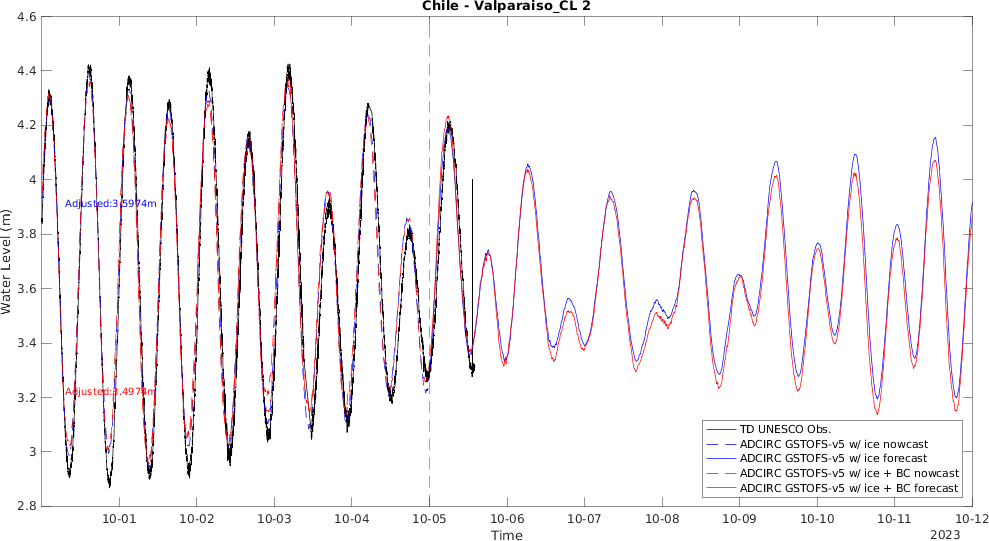 Chile - Valparaiso_CL 2
4.6
4.4
4.2
4
3.8
3.6
3.4
3.2
3
2.8
Water Level (m)
Adjusted:3.5974m
Adjusted:3.4974m
TD UNESCO Obs.
ADCIRC GSTOFS-v5 w/ ice nowcast
ADCIRC GSTOFS-v5 w/ ice forecast
ADCIRC GSTOFS-v5 w/ ice + BC nowcast
ADCIRC GSTOFS-v5 w/ ice + BC forecast
10-01 10-02 10-03 10-04 10-05 10-06 10-07 10-08 10-09 10-10 10-11 10-12
Time
2023